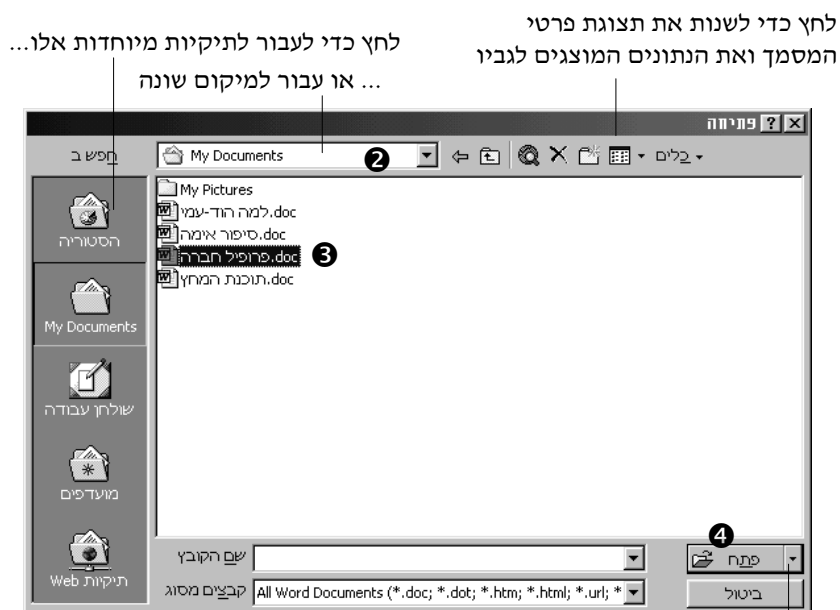 לחץ כדי לשנות את תצוגת פרטי
המסמך ואת הנתונים המוצגים לגביו
לחץ כדי לעבור לתיקיות מיוחדות אלו...
... או עבור למיקום שונה
פתיחה
חפש ב
My Documents
❷
כלים
הסטוריה
My Documents
שולחן עבודה
מועדפים
תיקיות Web
My Pictures
למה הוד-עמי.doc
סיפור אימה.doc
פרופיל חברה.doc
❸
תוכנת המחץ.doc
שם הקובץ
❹
פתח
קבצים מסוג
All Word Documents (*.doc; *.dot; *.htm; *.html; *.url; *
ביטול